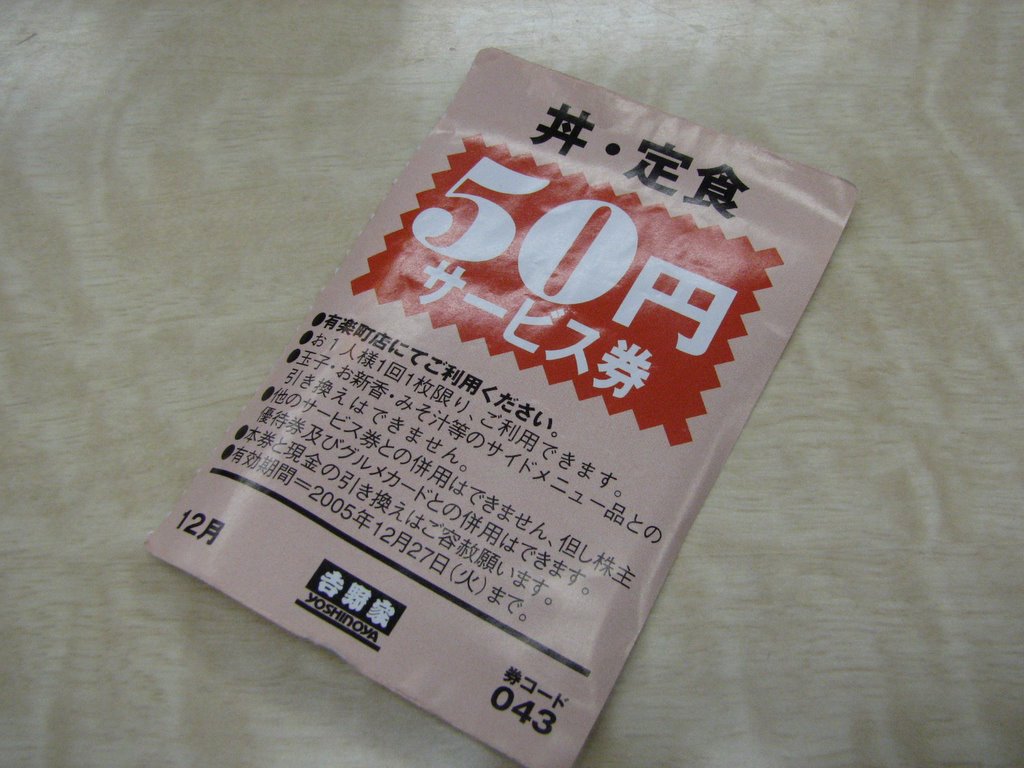 丼・定食
50円
サービス券
●有楽町店にてご利用ください。
●お1人様1回1枚限り、ご利用できます。
●玉子・お新香・みそ汁等のサイドメニュー一品との
引き換えはできません。
●他のサービス券との併用はできません、但し株主
優待券及びグルメカードとの併用はできます。
●本券と現金の引き換えはご容赦願います。
●有効期間＝2005年12月27日（火）まで。
12月
吉野家
YOSHINOYA
券コード
043